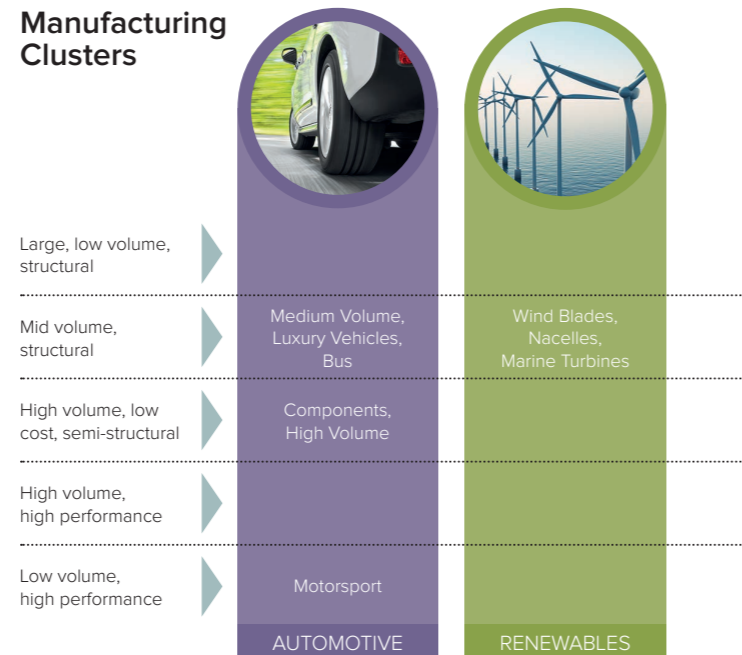 Manufacturing
Clusters
Large, low volume,
structural
Mid volume,
structural
Medium Volume,
Luxury Vehicles,
Bus
Wind Blades,
Nacelles,
Marine Turbines
High volume, low
cost, semi-structural
Components,
High Volume
High volume,
high performance
Low volume,
high performance
Motorsport
AUTOMOTIVE
RENEWABLES